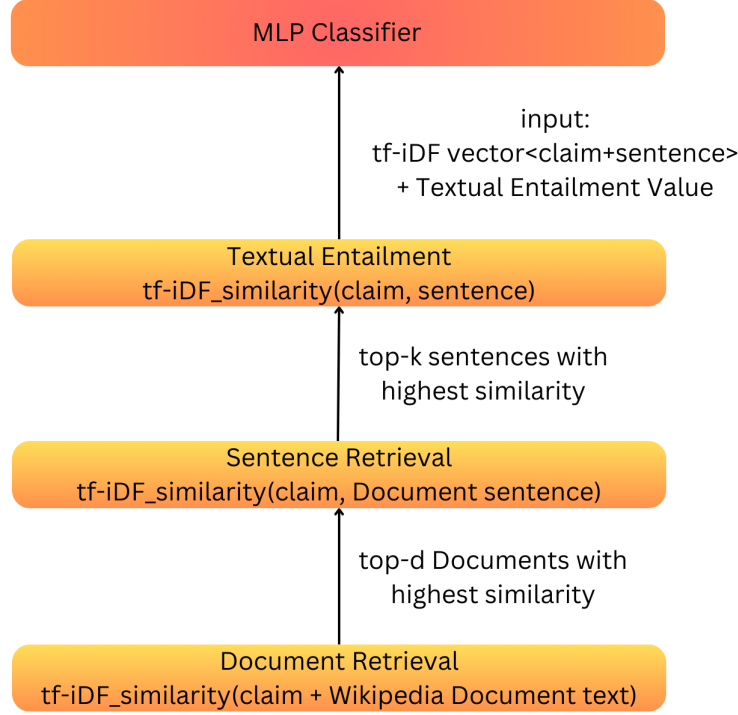 MLP Classifier
input:
tf-iDF vector<claim+sentence>
+ Textual Entailment Value
Textual Entailment
tf-iDF_similarity(claim, sentence)
top-k sentences with
highest similarity
Sentence Retrieval
tf-iDF_similarity(claim, Document sentence)
top-d Documents with
highest similarity
Document Retrieval
tf-iDF_similarity(claim + Wikipedia Document text)